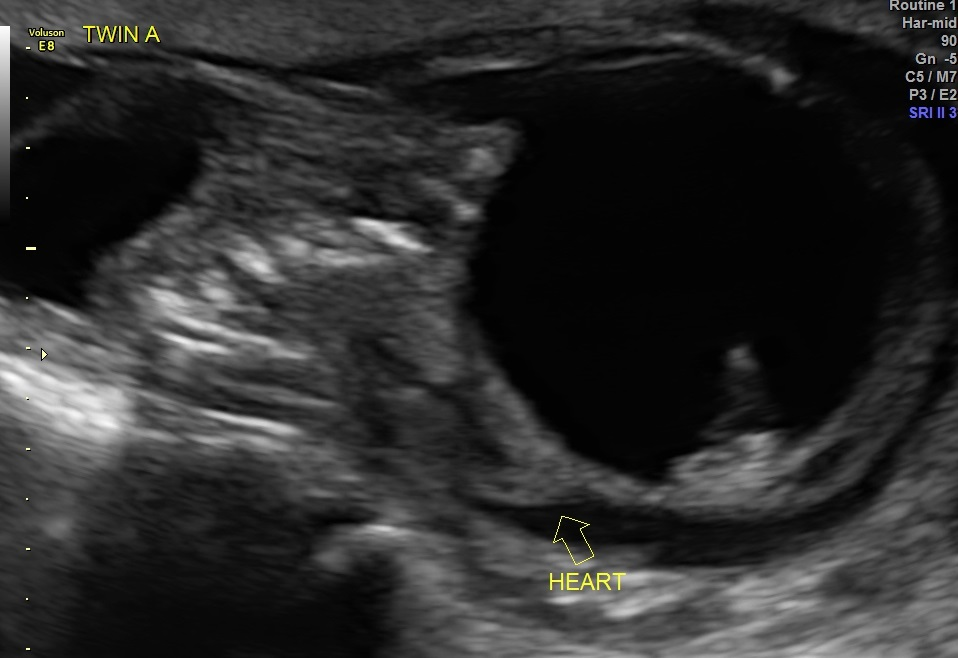 Voluson
E8
TWIN A
Routine 1
Har-mid
90
Gn -5
C5 / M7
P3 / E2
SRI II 3
HEART